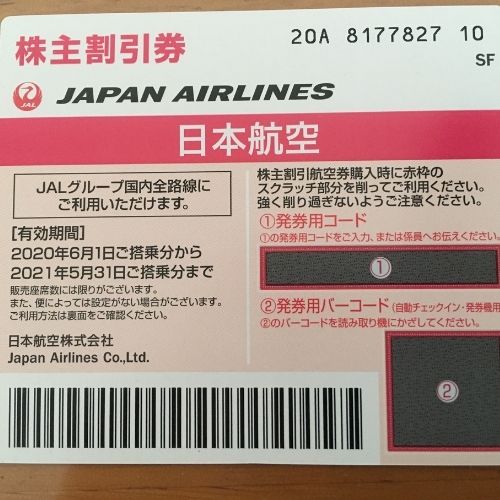 株主割引券
20A 8177827 10
SF
JAL
JAPAN AIRLINES
日本航空
JALグループ国内全路線に
ご利用いただけます。
[有効期間]
2020年6月1日ご搭乗分から
2021年5月31日ご搭乗分まで
販売座席数には限りがございます。
また、便によっては設定がない場合がございます。
ご利用方法は裏面をご確認ください。
日本航空株式会社
Japan Airlines Co.,Ltd.
株主割引航空券購入時に赤枠の
スクラッチ部分を削ってご利用ください。
強く削り過ぎないようご注意ください。
①発券用コード
①の発券用コードをご入力、または係員へお伝えください。
①
②発券用バーコード(自動チェックイン・発券機用
②のバーコードを読み取り機にかざしてください。
②